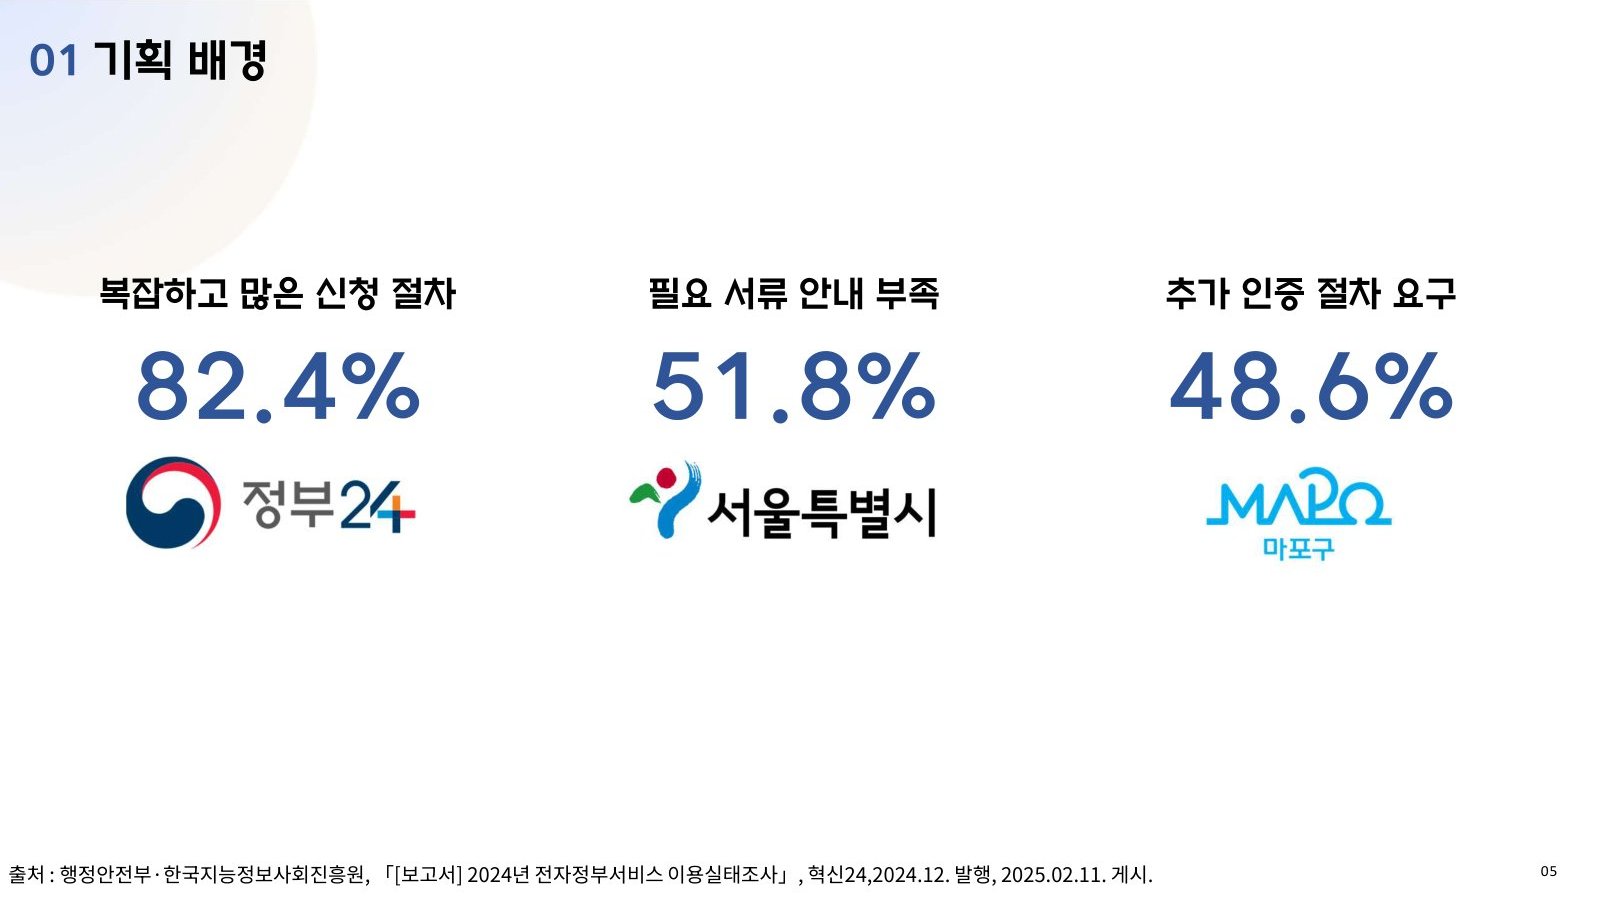 01 기획 배경
복잡하고 많은 신청 절차
82.4%
정부24
필요 서류 안내 부족
51.8%
서울특별시
추가 인증 절차 요구
48.6%
MAPO
마포구
출처 : 행정안전부·한국지능정보사회진흥원, 「[보고서] 2024년 전자정부서비스 이용실태조사」, 혁신24,2024.12. 발행, 2025.02.11. 게시.
05